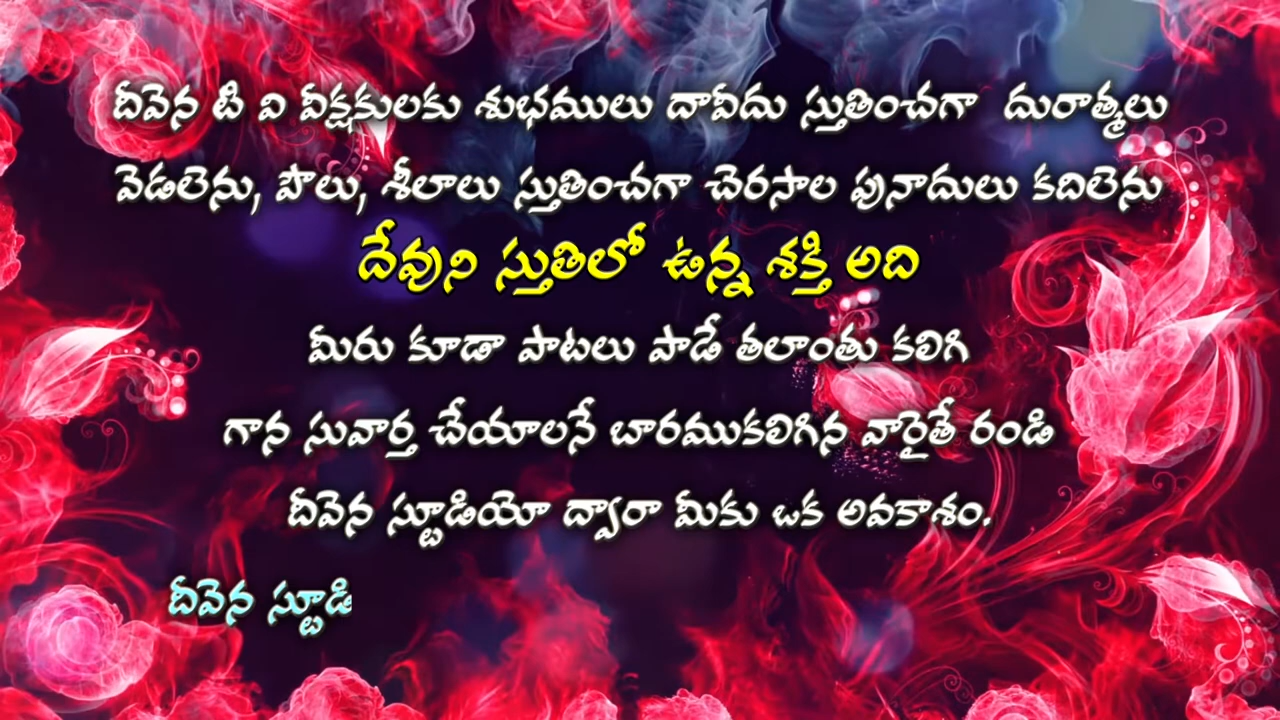 దీవెన టి వి వీక్షకులకు శుభములు దావీదు స్తుతించగా దురాత్మలు
వెడలెను, పౌలు, శీలాలు స్తుతించగా చెరసాల పునాదులు కదిలెను
దేవుని స్తుతిలో ఉన్న శక్తి అది
మీరు కూడా పాటలు పాడే తలాంతు కలిగి
గాన సువార్త చేయాలనే బారముకలిగిన వారైతే రండి
దీవెన స్టూడియో ద్వారా మీకు ఒక అవకాశం.
దీవెన స్టూడి